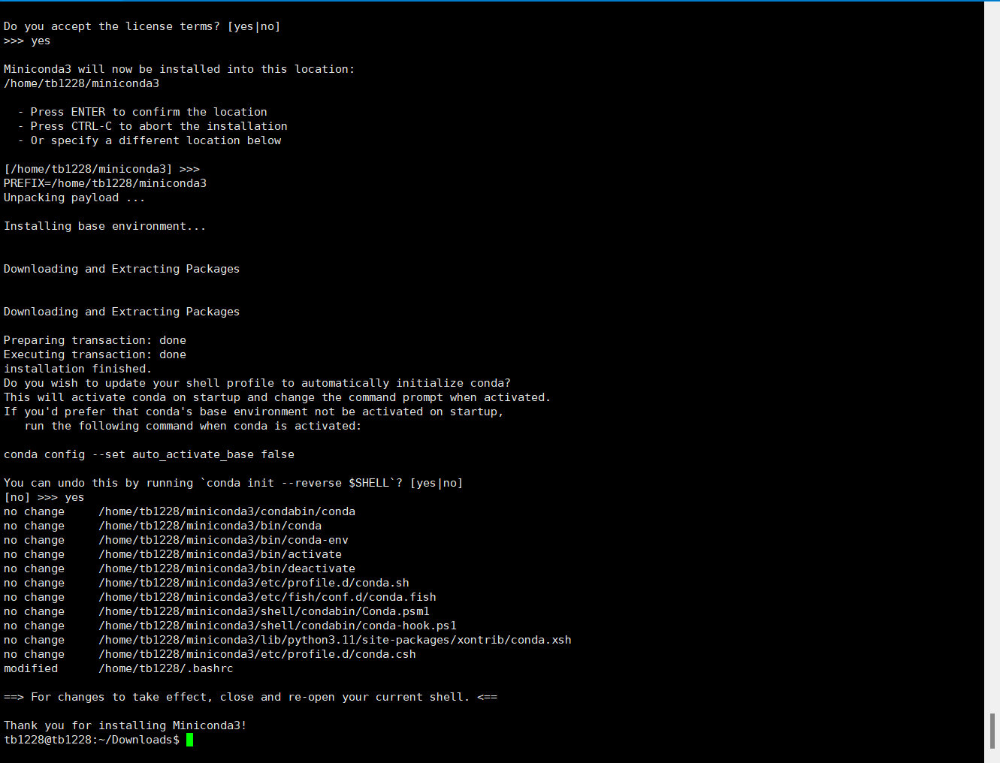 Do you accept the license terms? [yes|no]
>>> yes
Miniconda3 will now be installed into this location:
/home/tb1228/miniconda3
- Press ENTER to confirm the location
- Press CTRL-C to abort the installation
- Or specify a different location below
[/home/tb1228/miniconda3] >>>
PREFIX=/home/tb1228/miniconda3
Unpacking payload ...
Installing base environment...
Downloading and Extracting Packages
Downloading and Extracting Packages
Preparing transaction: done
Executing transaction: done
installation finished.
Do you wish to update your shell profile to automatically initialize conda?
This will activate conda on startup and change the command prompt when activated.
If you'd prefer that conda's base environment not be activated on startup,
run the following command when conda is activated:
conda config --set auto_activate_base false
You can undo this by running `conda init --reverse $SHELL`? [yes|no]
[no] >>> yes
no change     /home/tb1228/miniconda3/condabin/conda
no change     /home/tb1228/miniconda3/bin/conda
no change     /home/tb1228/miniconda3/bin/conda-env
no change     /home/tb1228/miniconda3/bin/activate
no change     /home/tb1228/miniconda3/bin/deactivate
no change     /home/tb1228/miniconda3/etc/profile.d/conda.sh
no change     /home/tb1228/miniconda3/etc/fish/conf.d/conda.fish
no change     /home/tb1228/miniconda3/shell/condabin/Conda.psm1
no change     /home/tb1228/miniconda3/shell/condabin/conda-hook.ps1
no change     /home/tb1228/miniconda3/lib/python3.11/site-packages/xontrib/conda.xsh
no change     /home/tb1228/miniconda3/etc/profile.d/conda.csh
modified      /home/tb1228/.bashrc
==> For changes to take effect, close and re-open your current shell. <==
Thank you for installing Miniconda3!
tb1228@tb1228:~/Downloads$